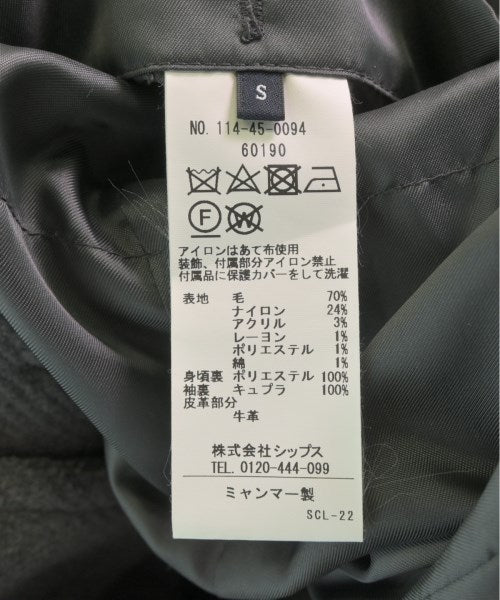 S
NO. 114-45-0094
60190
F W
アイロンはあて布使用
装飾、付属部分アイロン禁止
付属品に保護カバーをして洗濯
表地 毛 70%
ナイロン 24%
アクリル 3%
レーヨン 1%
ポリエステル 1%
綿 1%
身頃裏 ポリエステル 100%
袖裏 キュプラ 100%
皮革部分
牛革
株式会社シップス
TEL. 0120-444-099
ミャンマー製
SCL-22